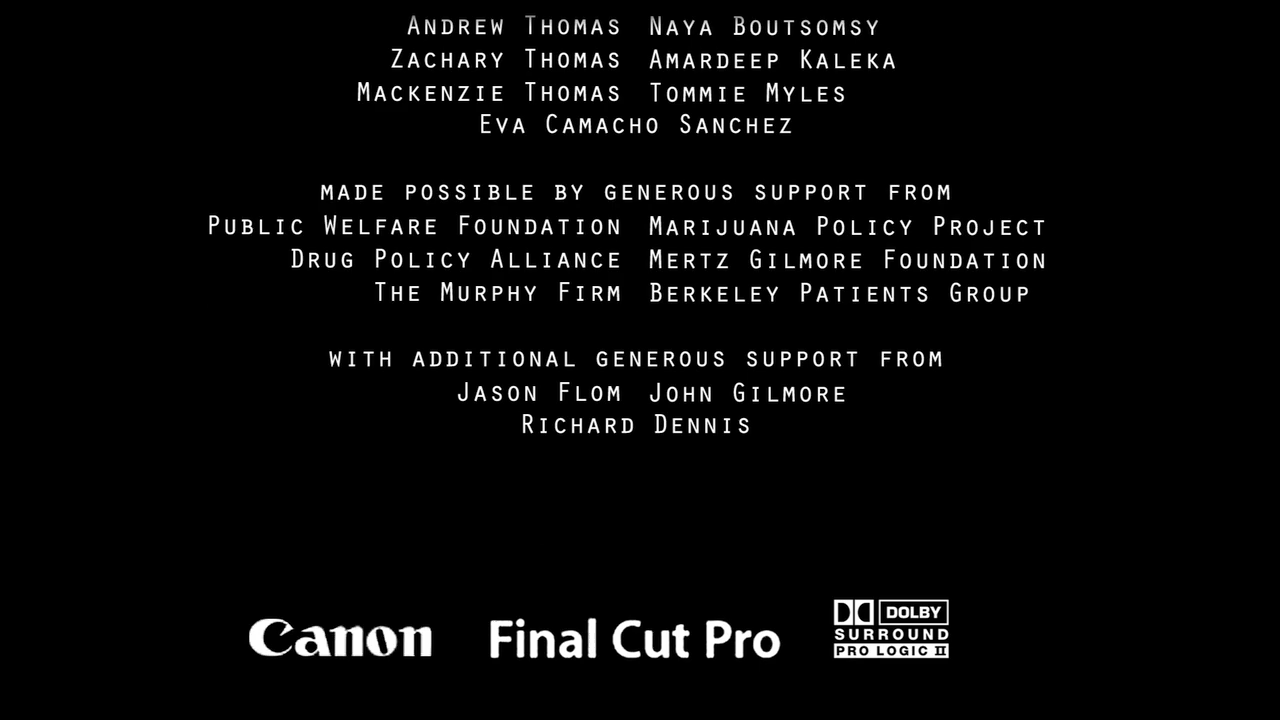 Andrew Thomas Naya Boutsomsy
Zachary Thomas Amardeep Kaleka
Mackenzie Thomas Tommie Myles
Eva Camacho Sanchez
made possible by generous support from
Public Welfare Foundation Marijuana Policy Project
Drug Policy Alliance Mertz Gilmore Foundation
The Murphy Firm Berkeley Patients Group
with additional generous support from
Jason Flom John Gilmore
Richard Dennis
Canon Final Cut Pro DOLBY
SURROUND
PRO LOGIC II